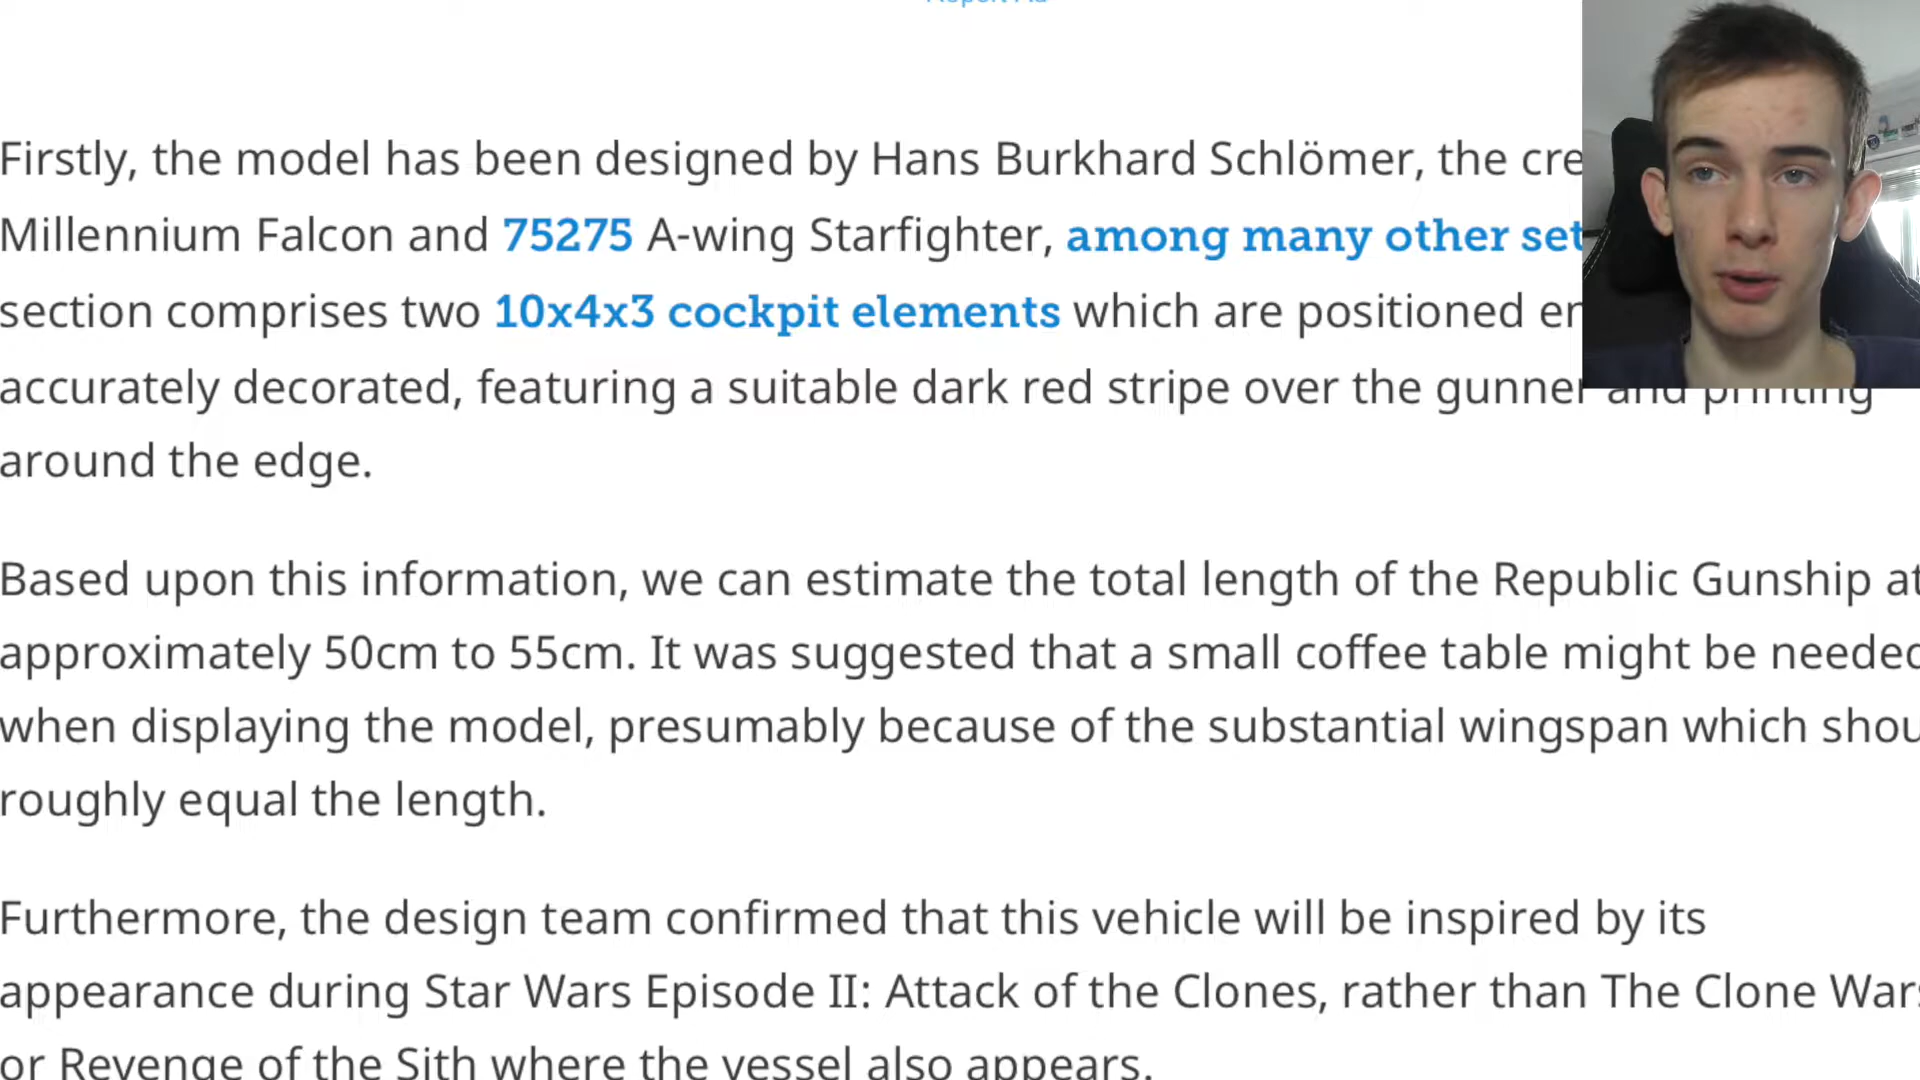 Firstly, the model has been designed by Hans Burkhard Schlömer, the
Millennium Falcon and 75275 A-wing Starfighter, among many other
section comprises two 10x4x3 cockpit elements which are positioned
accurately decorated, featuring a suitable dark red stripe over the gunner and printing
around the edge.
Based upon this information, we can estimate the total length of the Republic Gunship at
approximately 50cm to 55cm. It was suggested that a small coffee table might be needed
when displaying the model, presumably because of the substantial wingspan which
roughly equal the length.
Furthermore, the design team confirmed that this vehicle will be inspired by its
appearance during Star Wars Episode II: Attack of the Clones, rather than The Clone Wars
or Revenge of the Sith where the vessel also appears.